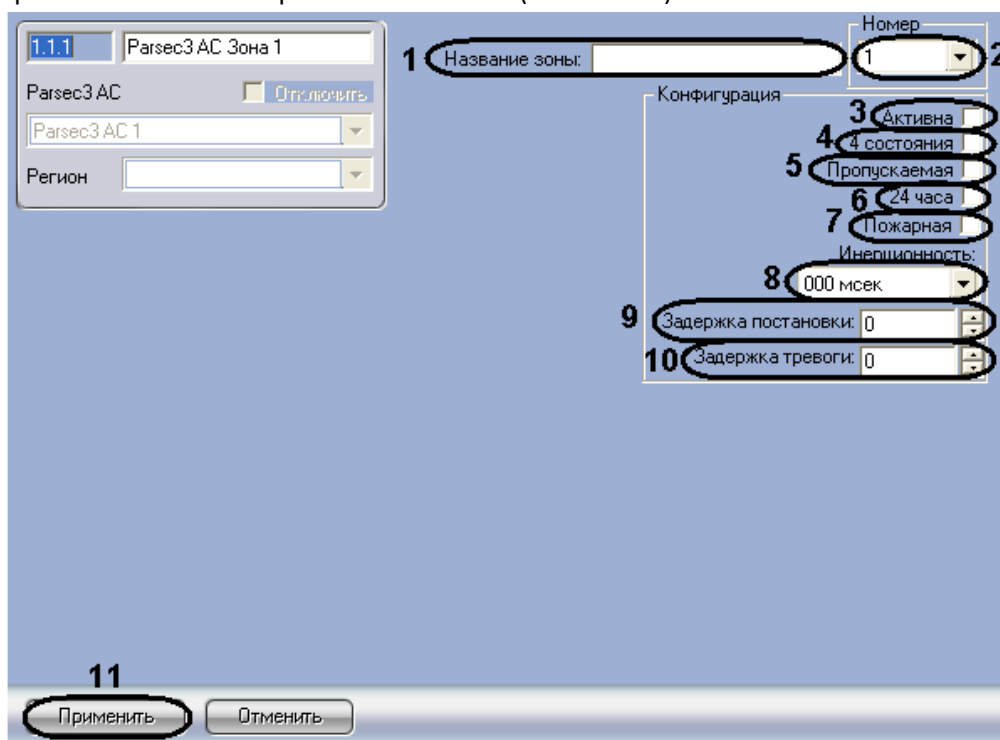 1.1.1 Parsec3 AC Зона 1
Parsec3 AC Отключить
Parsec3 AC 1
Регион
1 Название зоны:
Номер
1 2
Конфигурация
3 Активна
4 4 состояния
5 Пропускаемая
6 24 часа
7 Пожарная
Инерционность:
8 000 мсек
9 Задержка постановки: 0
10 Задержка тревоги: 0
11
Применить Отменить